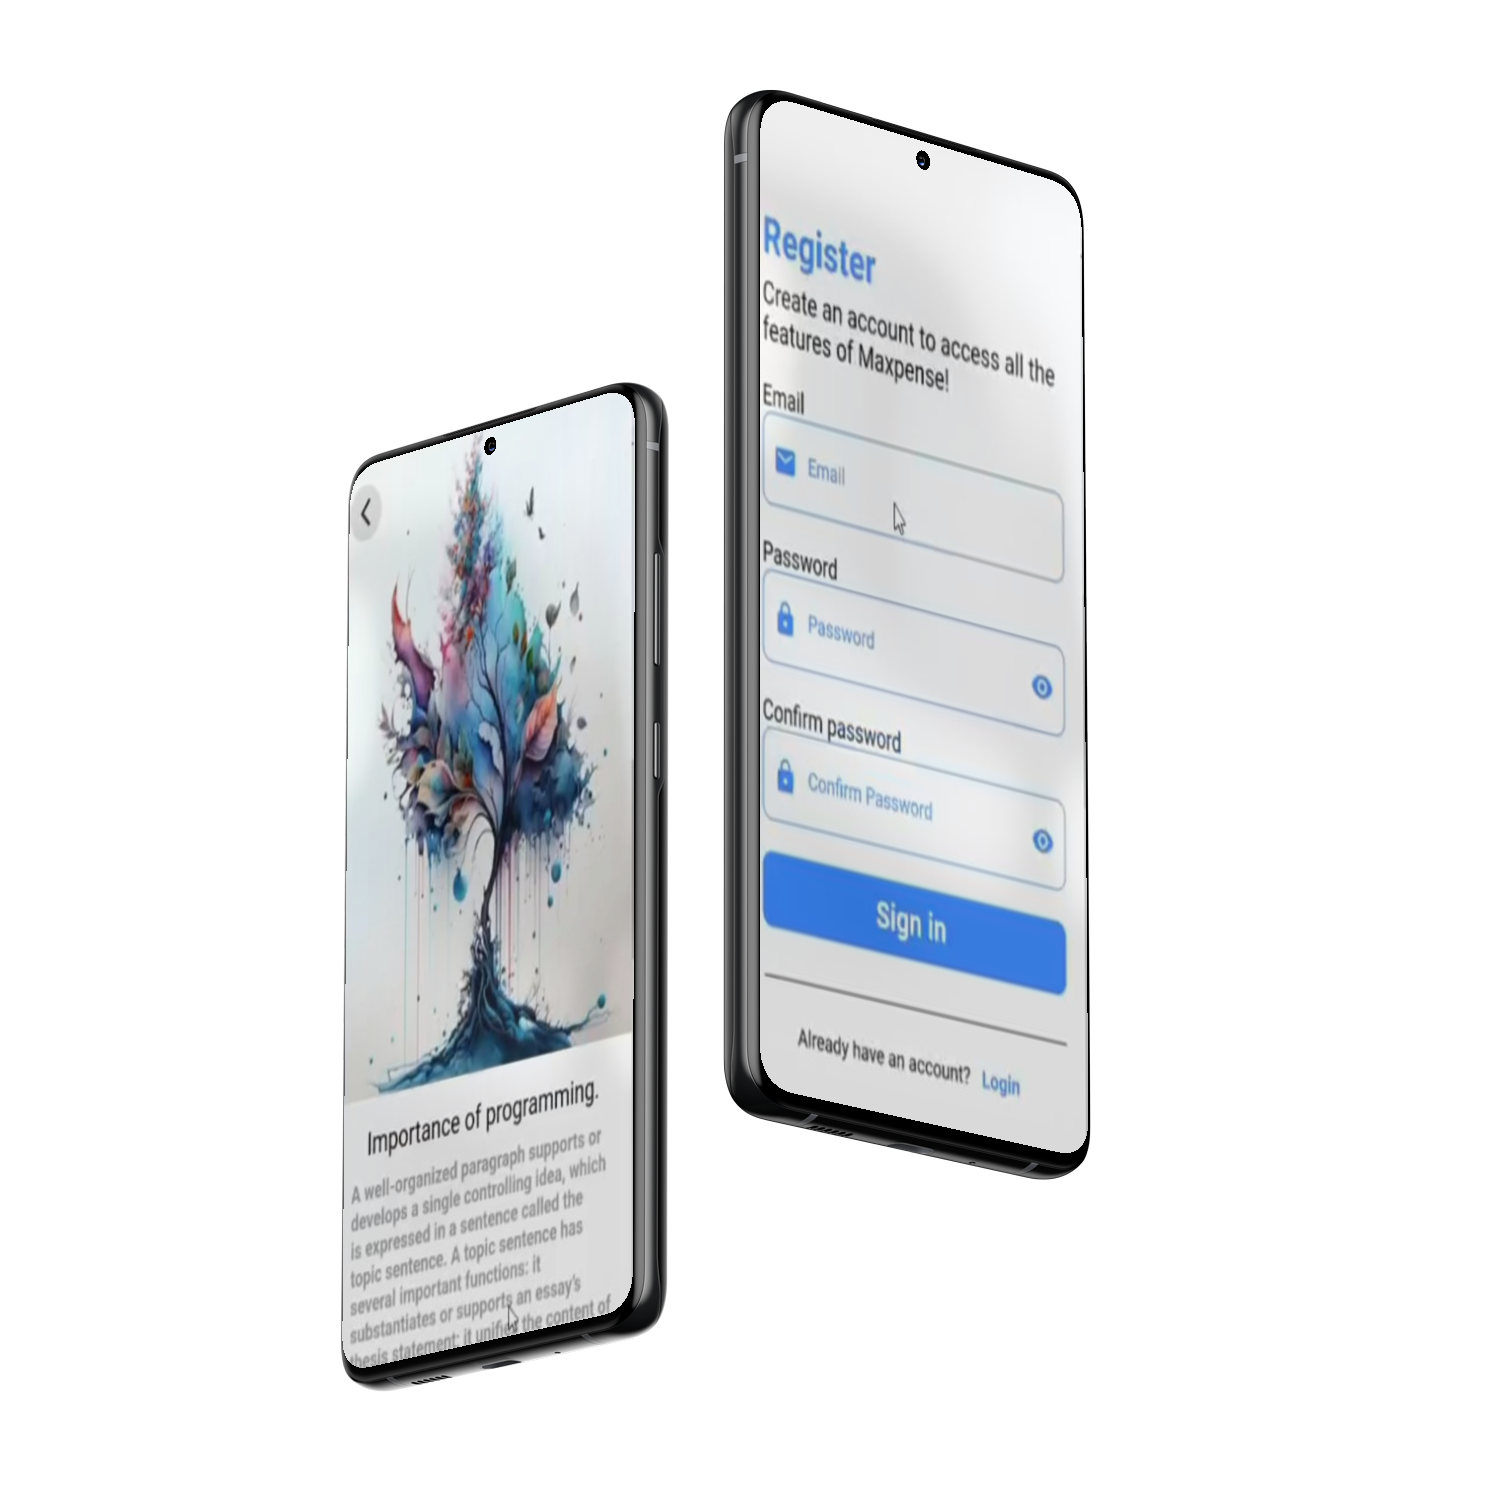 Register
Create an account to access all the
features of Maxpense!
Email
Email
Password
Password
Confirm password
Confirm Password
Sign in
Already have an account? Login
Importance of programming.
A well-organized paragraph supports or
develops a single controlling idea, which
is expressed in a sentence called the
topic sentence. A topic sentence has
several important functions: it
substantiates or supports an essay's
thesis statement; it unifies the content of